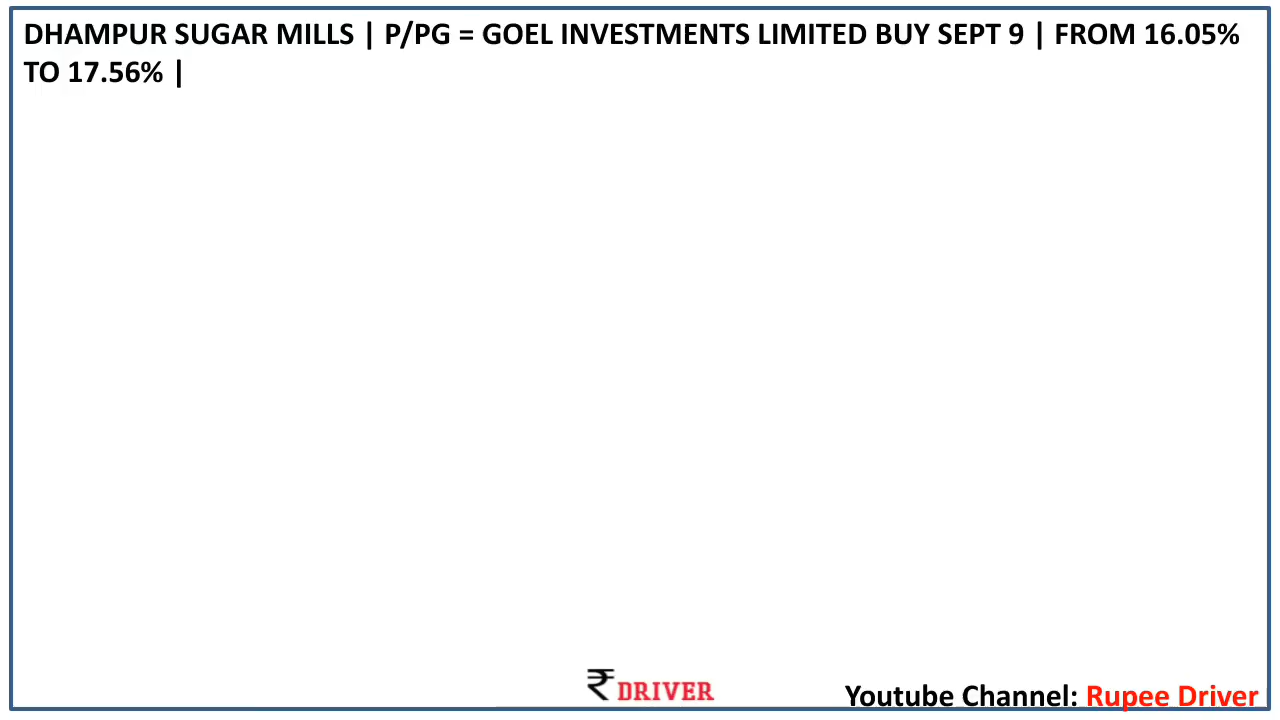 DHAMPUR SUGAR MILLS | P/PG = GOEL INVESTMENTS LIMITED BUY SEPT 9 | FROM 16.05%
TO 17.56% |
₹ DRIVER
Youtube Channel: Rupee Driver